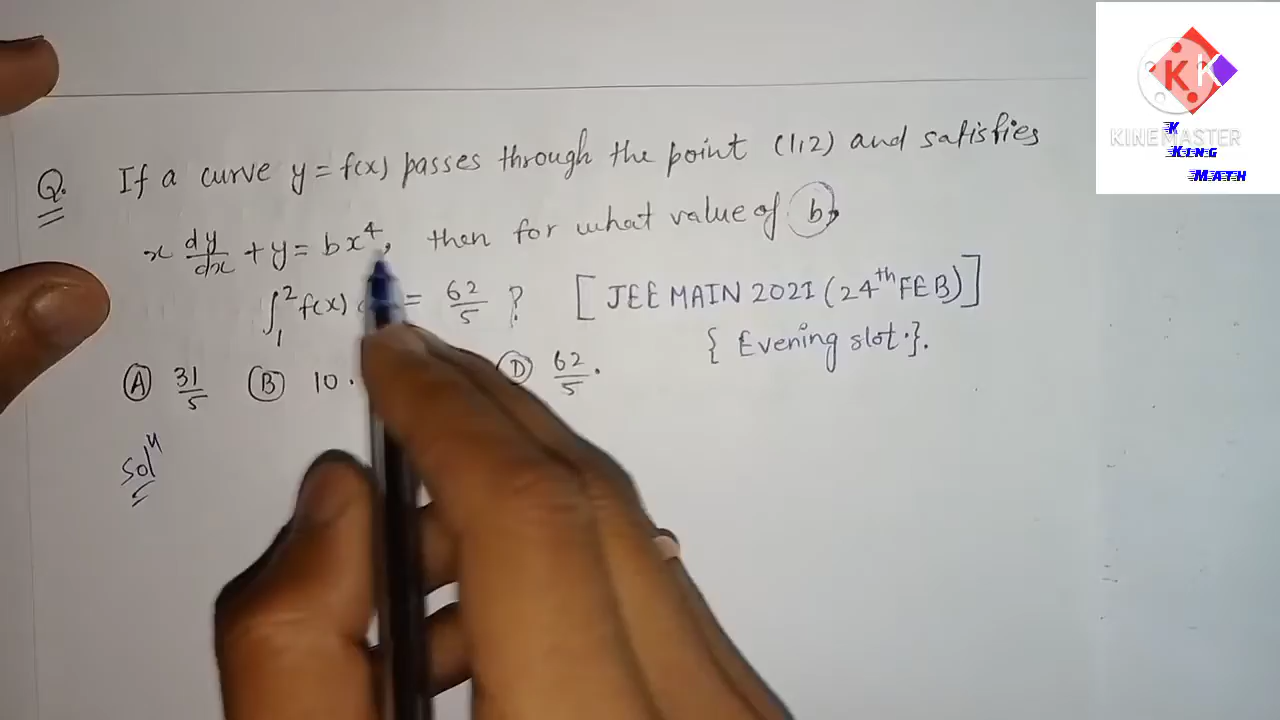 Q. If a curve y = f(x) passes through the point (1,2) and satisfies
x dy/dx + y = bx⁴, then for what value of b,
∫₁² f(x) = 62/5 ? [JEE MAIN 2021 (24th FEB)]
{ Evening slot.}.
(A) 31/5 (B) 10. (D) 62/5.
Solⁿ
KK
KINEMASTER
K
King
Math